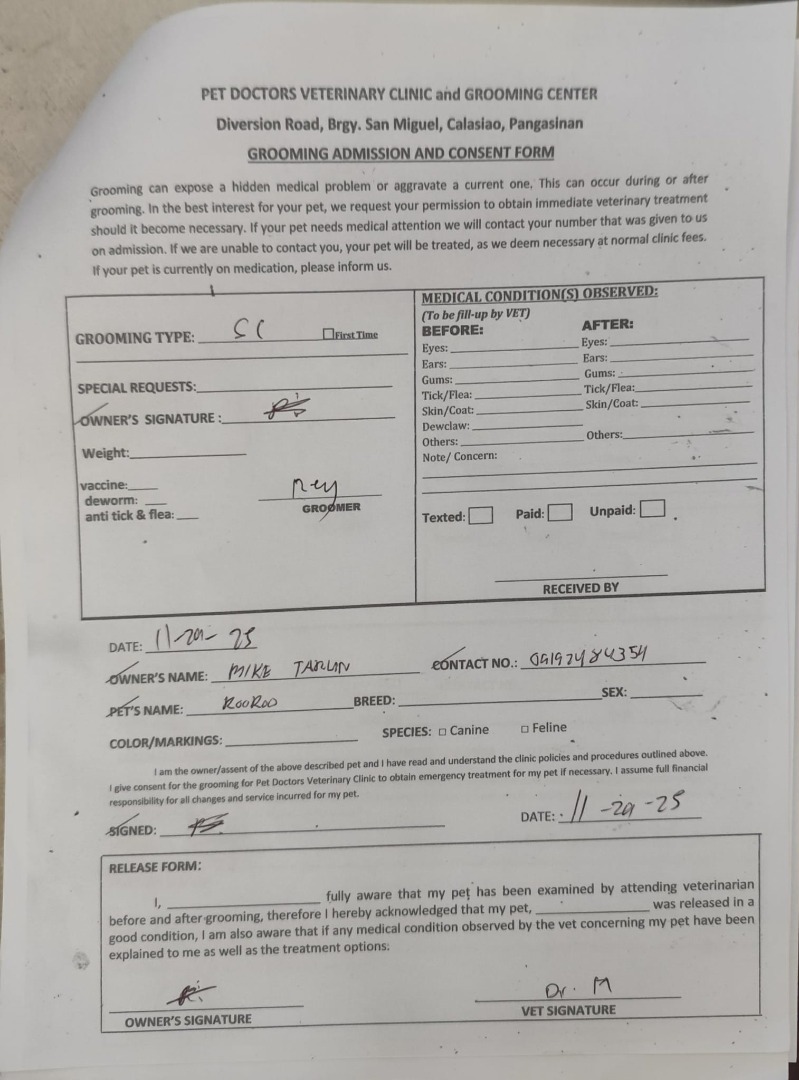 PET DOCTORS VETERINARY CLINIC and GROOMING CENTER
Diversion Road, Brgy. San Miguel, Calasiao, Pangasinan
GROOMING ADMISSION AND CONSENT FORM
Grooming can expose a hidden medical problem or aggravate a current one. This can occur during or after
grooming. In the best interest for your pet, we request your permission to obtain immediate veterinary treatment
should it become necessary. If your pet needs medical attention we will contact your number that was given to us
on admission. If we are unable to contact you, your pet will be treated, as we deem necessary at normal clinic fees.
If your pet is currently on medication, please inform us.
GROOMING TYPE: SC □First Time
SPECIAL REQUESTS:
OWNER'S SIGNATURE :
Weight:
vaccine:
deworm:
anti tick & flea:
Rey
GROOMER
MEDICAL CONDITION(S) OBSERVED:
(To be fill-up by VET)
BEFORE: AFTER:
Eyes: Eyes:
Ears: Ears:
Gums: Gums:
Tick/Flea: Tick/Flea:
Skin/Coat: Skin/Coat:
Dewclaw:
Others: Others:
Note/ Concern:
Texted: Paid: Unpaid:
RECEIVED BY
DATE: 11-29-25
OWNER'S NAME: MIKE CONTACT NO.:
PET'S NAME: ROOROO BREED: SEX:
COLOR/MARKINGS: SPECIES: □ Canine □ Feline
I am the owner/assent of the above described pet and I have read and understand the clinic policies and procedures outlined above.
I give consent for the grooming for Pet Doctors Veterinary Clinic to obtain emergency treatment for my pet if necessary. I assume full financial
responsibility for all changes and service incurred for my pet.
SIGNED: DATE: 11-29-25
RELEASE FORM:
I, fully aware that my pet has been examined by attending veterinarian
before and after grooming, therefore I hereby acknowledged that my pet, was released in a
good condition, I am also aware that if any medical condition observed by the vet concerning my pet have been
explained to me as well as the treatment options:
OWNER'S SIGNATURE
Dr. M
VET SIGNATURE